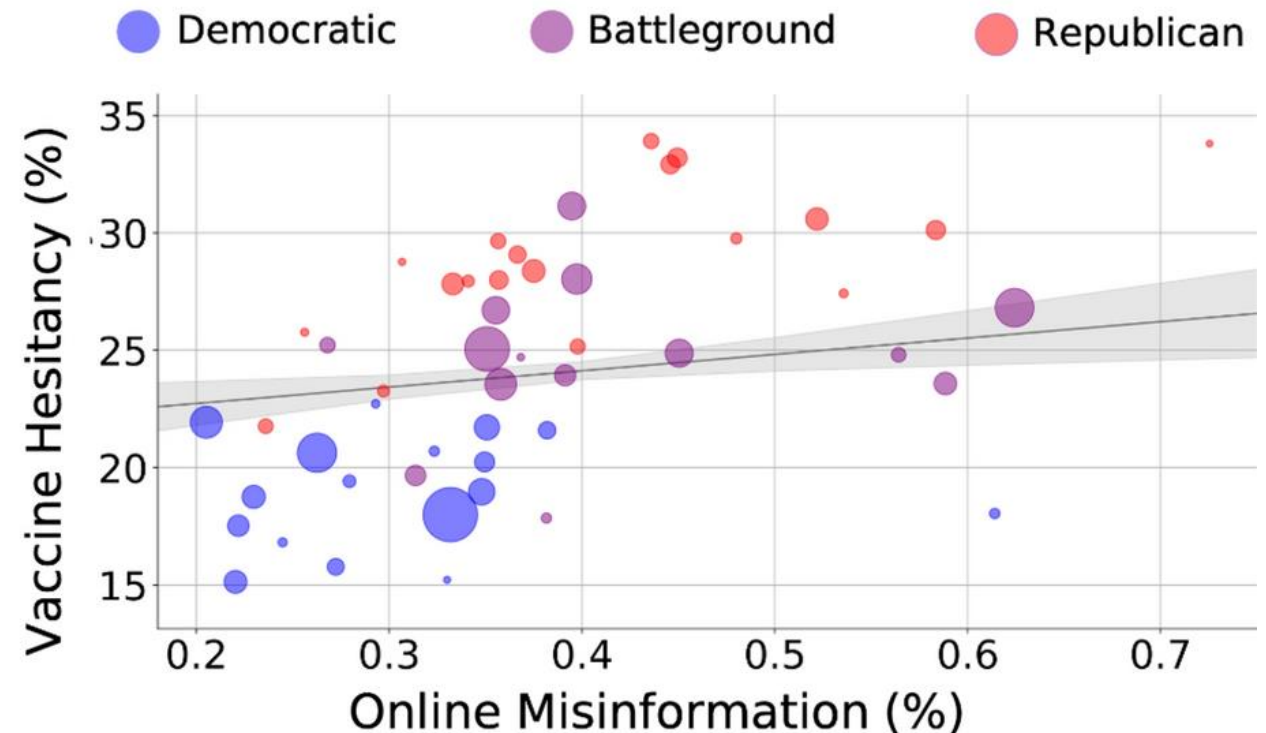 Democratic Battleground Republican
35
30
25
20
15
Vaccine Hesitancy (%)
0.2 0.3 0.4 0.5 0.6 0.7
Online Misinformation (%)